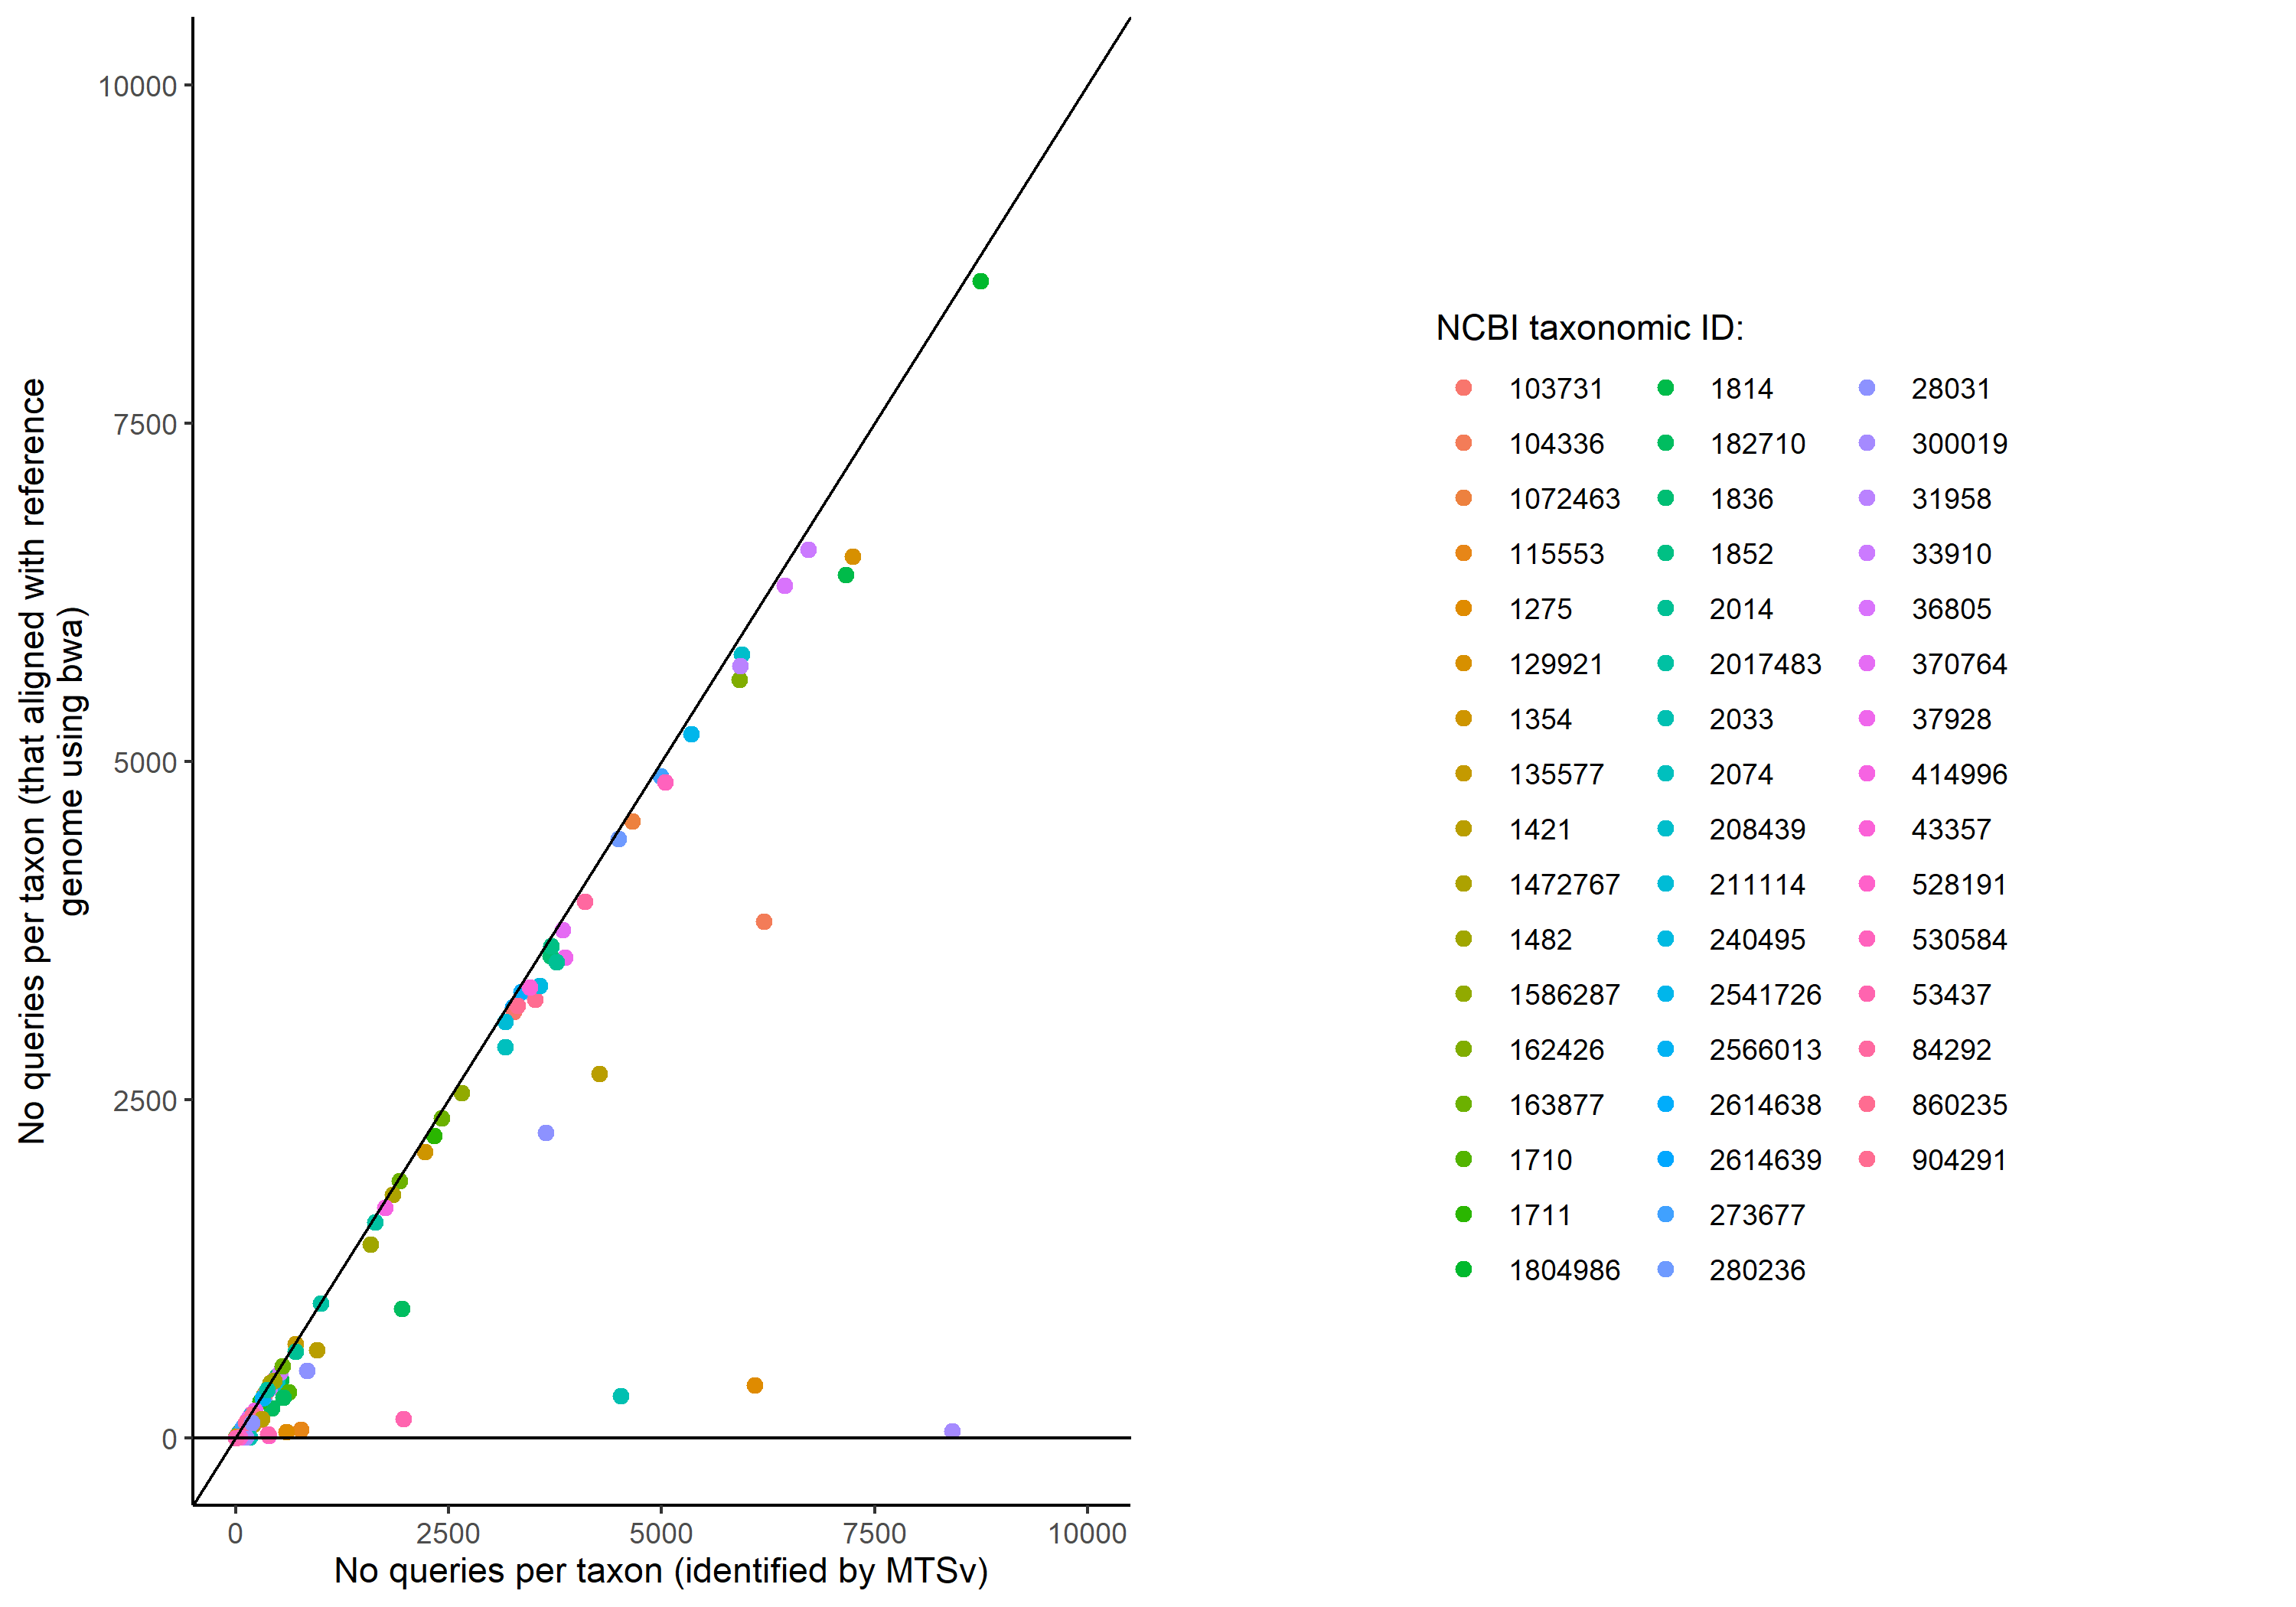 No queries per taxon (that aligned with reference
genome using bwa)
10000
7500
5000
2500
0
0 2500 5000 7500 10000
No queries per taxon (identified by MTSv)
NCBI taxonomic ID:
103731 1814 28031
104336 182710 300019
1072463 1836 31958
115553 1852 33910
1275 2014 36805
129921 2017483 370764
1354 2033 37928
135577 2074 414996
1421 208439 43357
1472767 211114 528191
1482 240495 530584
1586287 2541726 53437
162426 2566013 84292
163877 2614638 860235
1710 2614639 904291
1711 273677
1804986 280236